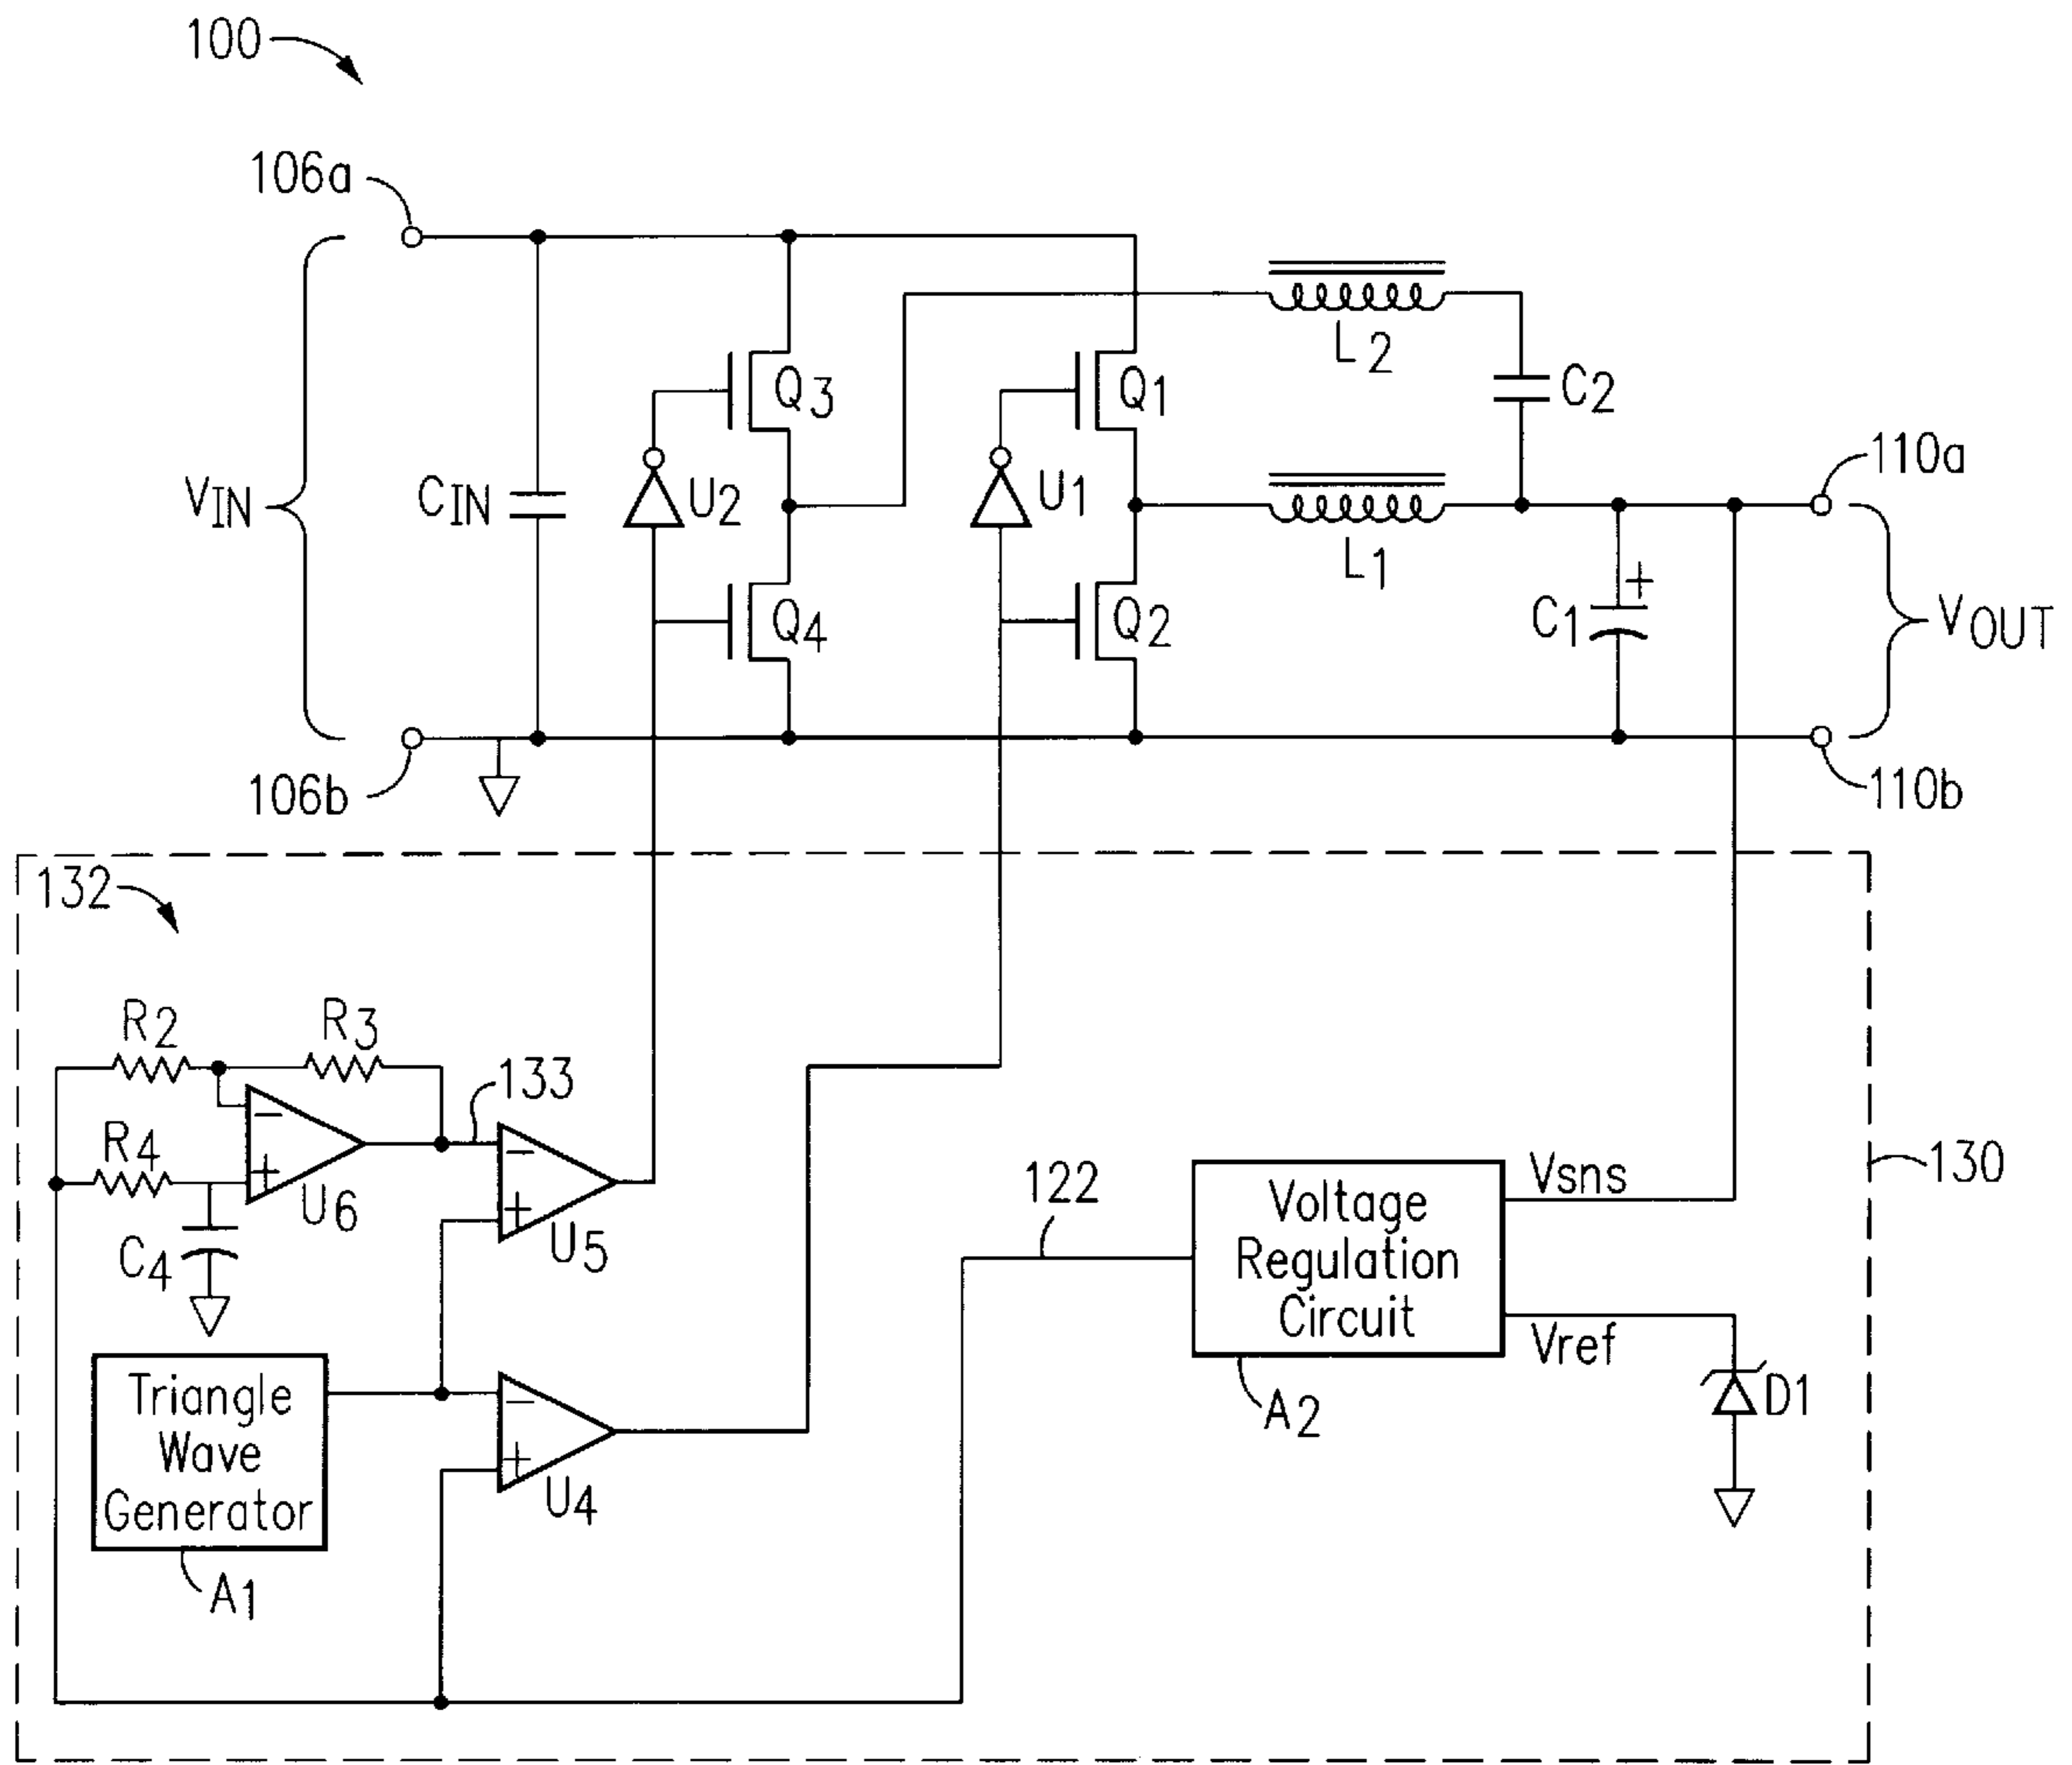 100
106a
L2
Q3
Q1
C2
110a
VIN
CIN
U2
U1
L1
Q4
Q2
C1
+
VOUT
106b
110b
132
R2
R3
133
R4
−
+
U6
−
+
U5
C4
122
Vsns
130
Voltage
Regulation
Circuit
Vref
A2
D1
Triangle
Wave
Generator
−
+
U4
A1